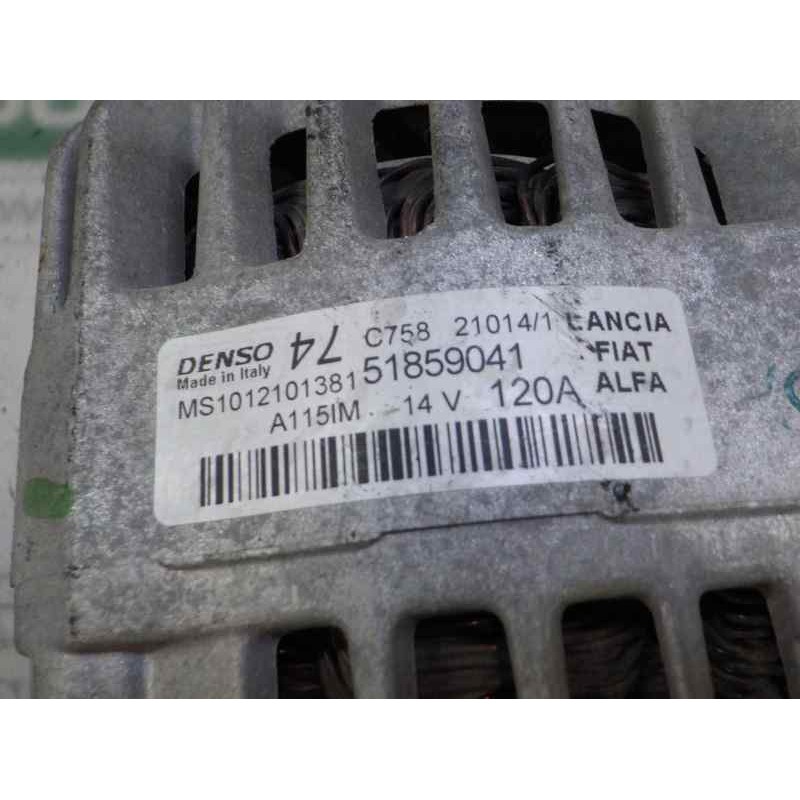 DENSO 74 C758 21014/1 LANCIA
Made in Italy 51859041 FIAT
MS1012101381 120A ALFA
A115IM 14 V